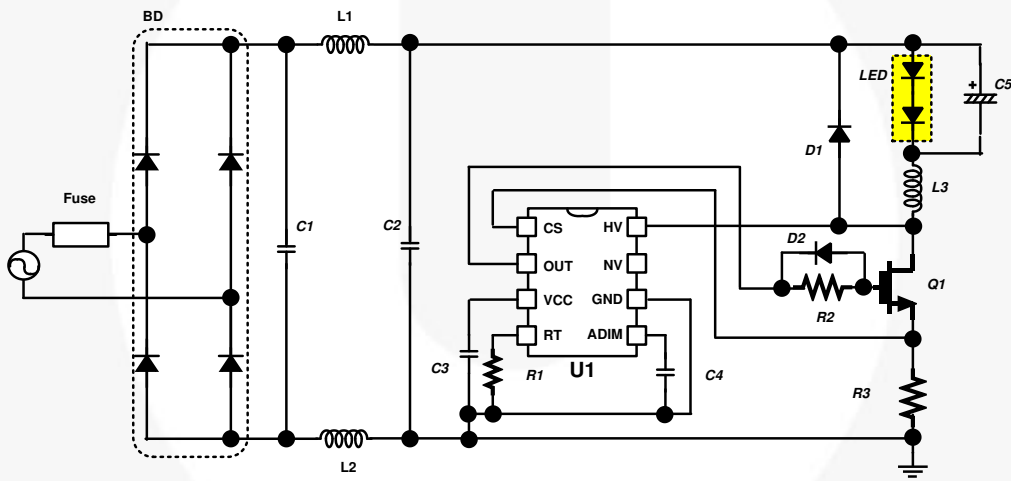 BD
L1
LED
C5
+
D1
L3
Fuse
C1
C2
CS
HV
D2
OUT
NV
Q1
VCC
GND
R2
RT
ADIM
C3
R1
U1
C4
R3
L2